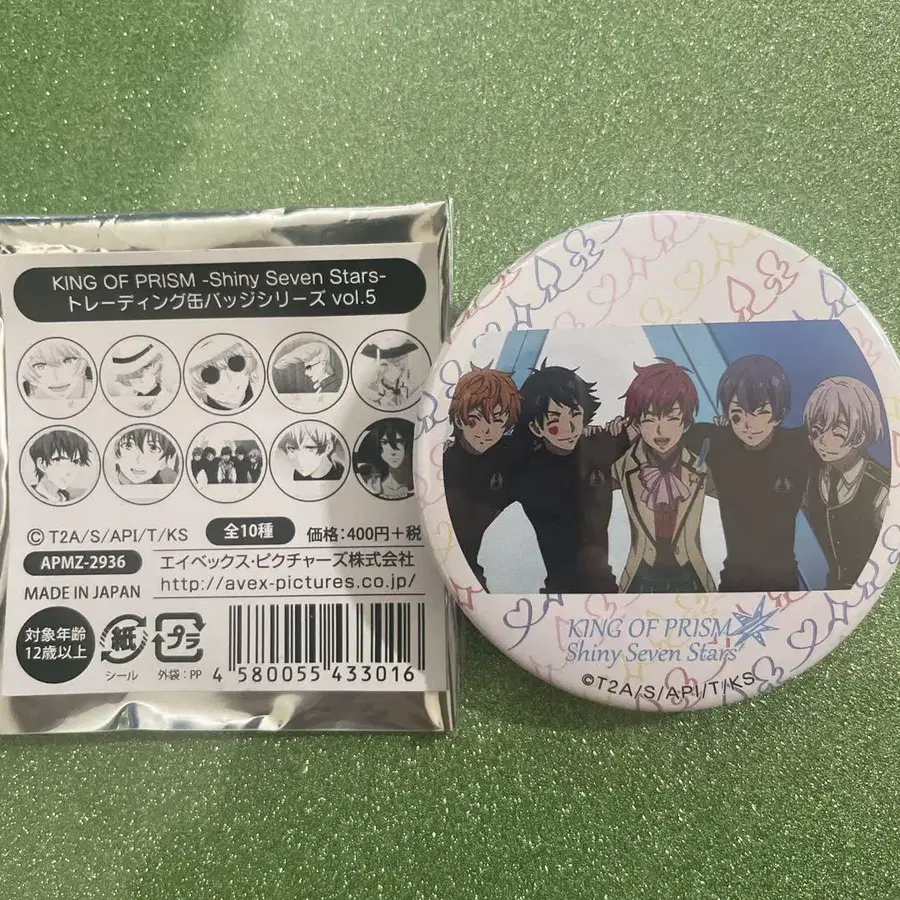 KING OF PRISM -Shiny Seven Stars-
トレーディング缶バッジシリーズ vol.5
© T2A/S/API/T/KS
全10種
価格:400円+税
APMZ-2936
エイベックス・ピクチャーズ株式会社
MADE IN JAPAN
http://avex-pictures.co.jp/
対象年齢
12歳以上
紙
シール
プラ
外袋:PP
4 580055 433016
KING OF PRISM
Shiny Seven Stars
©T2A/S/API/T/KS